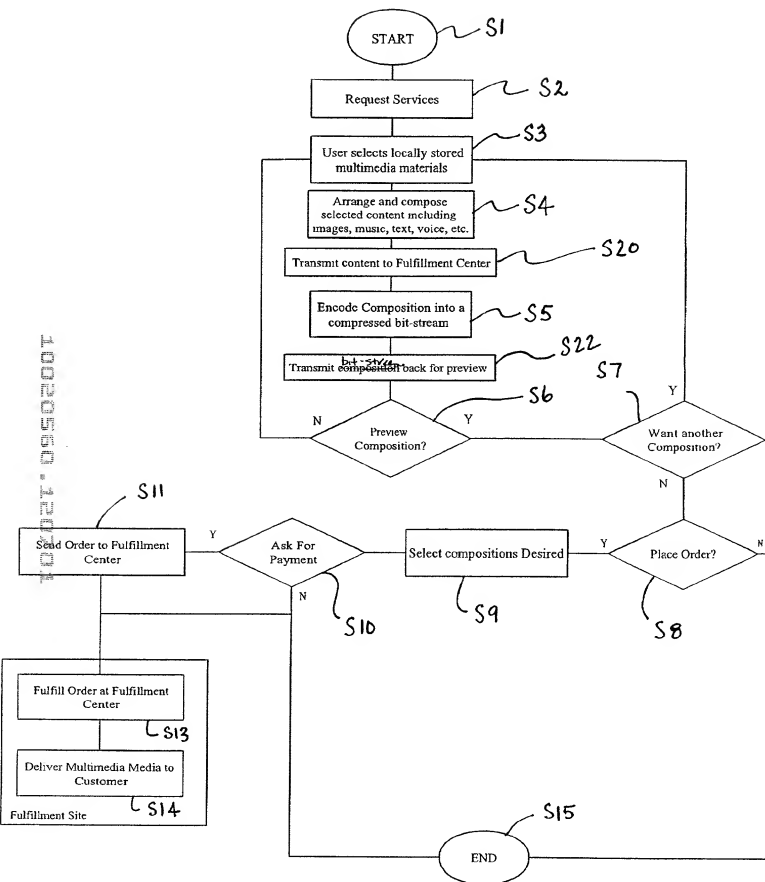 START
S1
Request Services
S2
User selects locally stored
multimedia materials
S3
Arrange and compose
selected content including
images, music, text, voice, etc.
S4
Transmit content to Fulfillment Center
S20
Encode Composition into a
compressed bit-stream
S5
bit-stream
Transmit composition back for preview
S22
N
Preview
Composition?
Y
S6
S7
Y
Want another
Composition?
N
S11
Send Order to Fulfillment
Center
Y
Ask For
Payment
N
S10
Select compositions Desired
S9
Y
Place Order?
N
S8
Fulfill Order at Fulfillment
Center
S13
Deliver Multimedia Media to
Customer
S14
Fulfillment Site
END
S15
10020560.120701